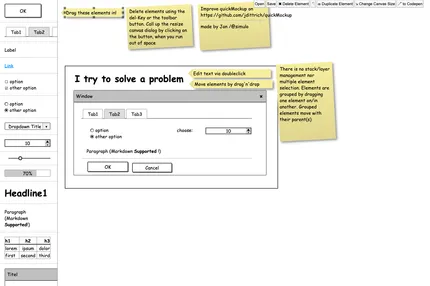 Open Save Delete Element Duplicate Element Change Canvas Size to Codepen
OK
Drag these elements in!
Delete elements using the
del-Key or the toolbar
button. Call up the resize
canvas dialog by clicking on
the button, when you run
out of space
Improve quickMockup on
https://github.com/jdittrich/quickMockup
made by Jan /@simulo
Tab1 Tab2 Tab3
Label
Link
option
other option
option
other option
Dropdown Title
10
70%
Headline1
Paragraph
(Markdown
Supported!)
h1 h2 h3
lorem ipsum dolor
first second third
Titel
I try to solve a problem
Edit text via doubleclick
Move elements by drag'n'drop
Window x
Tab1 Tab2 Tab3
option
other option
choose: 10
Paragraph (Markdown Supported !)
OK Cancel
There is no stack/layer
management nor
multiple element
selection. Elements are
grouped by dragging
one element on/in
another. Grouped
elements move with
their parent(s)